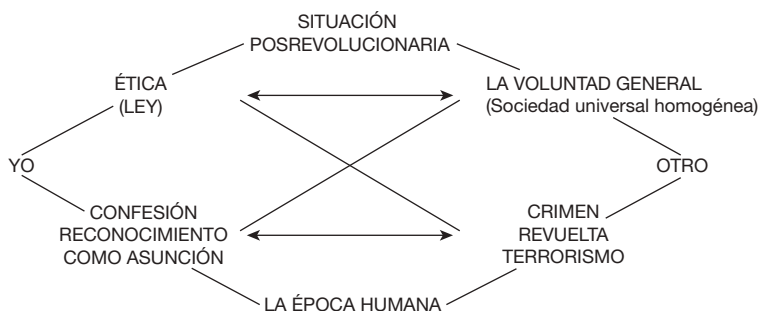 SITUACIÓN
POSREVOLUCIONARIA
ÉTICA
(LEY)
LA VOLUNTAD GENERAL
(Sociedad universal homogénea)
YO
OTRO
CONFESIÓN
RECONOCIMIENTO
COMO ASUNCIÓN
CRIMEN
REVUELTA
TERRORISMO
LA ÉPOCA HUMANA